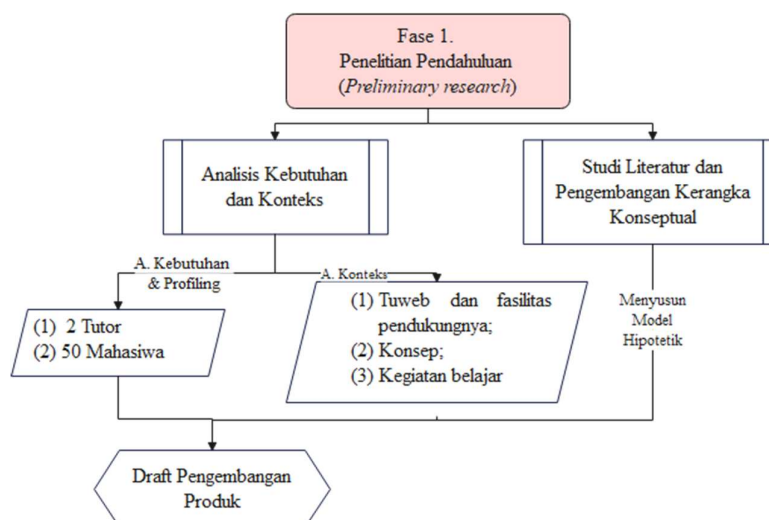 Fase 1.
Penelitian Pendahuluan
(Preliminary research)
Analisis Kebutuhan
dan Konteks
Studi Literatur dan
Pengembangan Kerangka
Konseptual
A. Kebutuhan
& Profiling
A. Konteks
(1) 2 Tutor
(2) 50 Mahasiwa
(1) Tuweb dan fasilitas
pendukungnya;
(2) Konsep;
(3) Kegiatan belajar
Menyusun
Model
Hipotetik
Draft Pengembangan
Produk